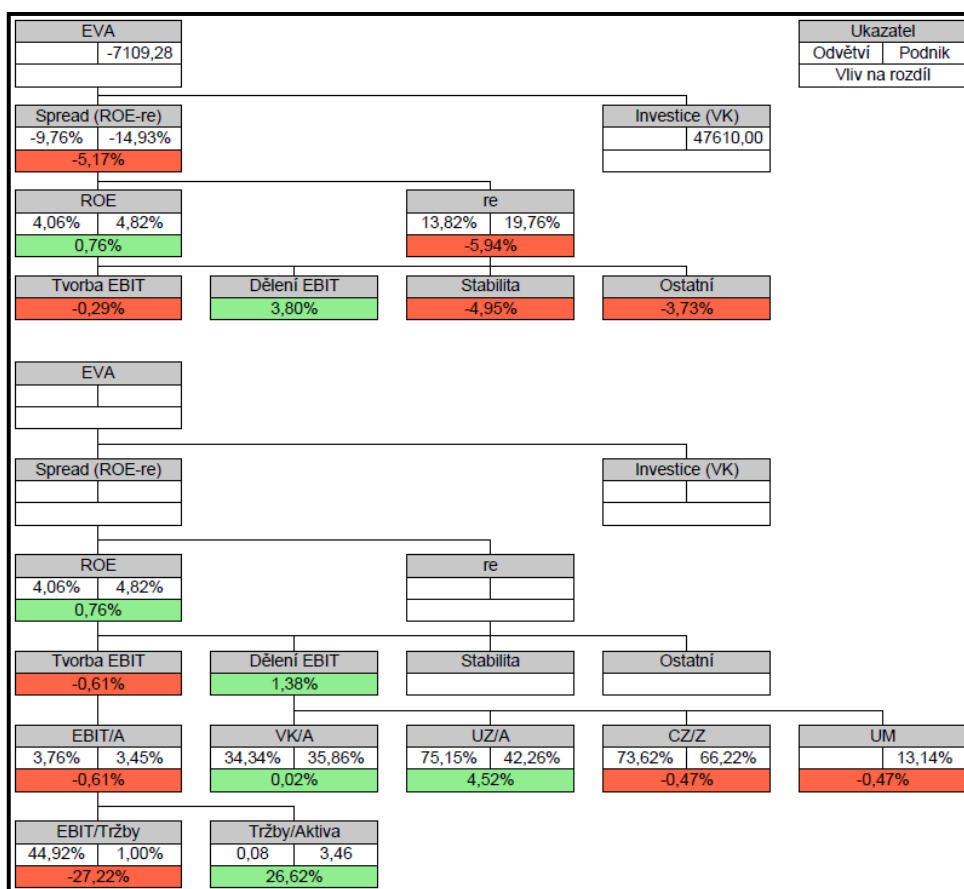 EVA
-7109,28
Ukazatel
Odvětví Podnik
Vliv na rozdíl
Spread (ROE-re)
-9,76% -14,93%
-5,17%
Investice (VK)
47610,00
ROE
4,06% 4,82%
0,76%
re
13,82% 19,76%
-5,94%
Tvorba EBIT
-0,29%
Dělení EBIT
3,80%
Stabilita
-4,95%
Ostatní
-3,73%
EVA
Spread (ROE-re)
Investice (VK)
ROE
4,06% 4,82%
0,76%
re
Tvorba EBIT
-0,61%
Dělení EBIT
1,38%
Stabilita
Ostatní
EBIT/A
3,76% 3,45%
-0,61%
VK/A
34,34% 35,86%
0,02%
UZ/A
75,15% 42,26%
4,52%
CZ/Z
73,62% 66,22%
-0,47%
UM
13,14%
-0,47%
EBIT/Tržby
44,92% 1,00%
-27,22%
Tržby/Aktiva
0,08 3,46
26,62%